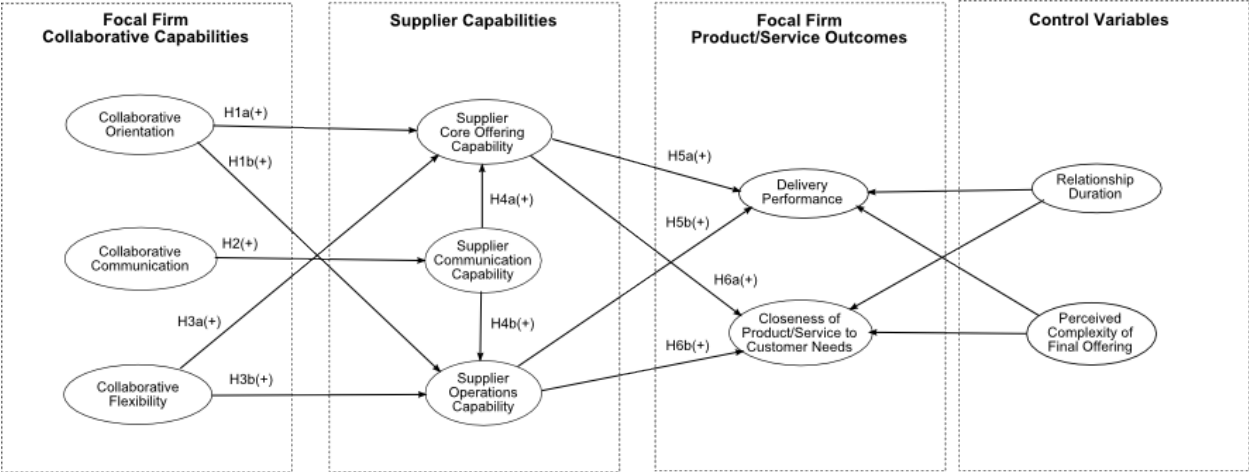 Focal Firm
Collaborative Capabilities
Supplier Capabilities
Focal Firm
Product/Service Outcomes
Control Variables
Collaborative
Orientation
H1a(+)
H1b(+)
Supplier
Core Offering
Capability
H5a(+)
Delivery
Performance
Relationship
Duration
H4a(+)
H5b(+)
Collaborative
Communication
H2(+)
Supplier
Communication
Capability
H6a(+)
H3a(+)
H4b(+)
Closeness of
Product/Service to
Customer Needs
Perceived
Complexity of
Final Offering
H6b(+)
Collaborative
Flexibility
H3b(+)
Supplier
Operations
Capability